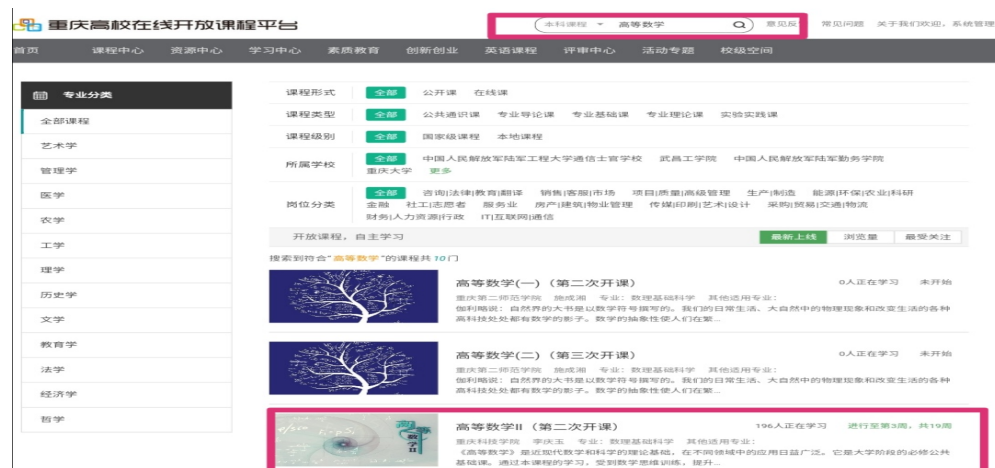 重庆高校在线开放课程平台
本科课程 高等数学
意见反
常见问题 关于我们欢迎，系统管理
首页 课程中心 资源中心 学习中心 素质教育 创新创业 英语课程 评审中心 活动专题 校级空间
专业分类
全部课程
艺术学
管理学
医学
农学
工学
理学
历史学
文学
教育学
法学
经济学
哲学
课程形式 全部 公开课 在线课
课程类型 全部 公共通识课 专业导论课 专业基础课 专业理论课 实验实践课
课程级别 全部 国家级课程 本地课程
所属学校 全部 中国人民解放军陆军工程大学通信士官学校 武昌工学院 中国人民解放军陆军勤务学院
重庆大学 更多
岗位分类 全部 咨询|法律|教育|翻译 销售|客服|市场 项目|质量|高级管理 生产|制造 能源|环保|农业|科研
金融 社工|志愿者 服务业 房产|建筑|物业管理 传媒|印刷|艺术|设计 采购|贸易|交通|物流
财务|人力资源|行政 IT|互联网|通信
开放课程，自主学习 最新上线 浏览量 最受关注
搜索到符合"高等数学"的课程共 10 门
高等数学(一)（第二次开课） 0人正在学习 未开始
重庆第二师范学院 施成湘 专业：数理基础科学 其他适用专业：
伽利略说：自然界的大书是以数学符号撰写的。我们的日常生活、大自然中的物理现象和改变生活的各种
高科技处处都有数学的影子。数学的抽象性使人们在繁...
高等数学(二)（第三次开课） 0人正在学习 未开始
重庆第二师范学院 施成湘 专业：数理基础科学 其他适用专业：
伽利略说：自然界的大书是以数学符号撰写的。我们的日常生活、大自然中的物理现象和改变生活的各种
高科技处处都有数学的影子。数学的抽象性使人们在繁...
高等数学II
高等数学II（第二次开课） 196人正在学习 进行至第3周，共19周
重庆科技学院 李庆玉 专业：数理基础科学 其他适用专业：
《高等数学》是近现代数学和科学的理论基础，在不同领域中的应用日益广泛。它是大学阶段的必修公共
基础课。通过本课程的学习，受到数学思维训练，提升...